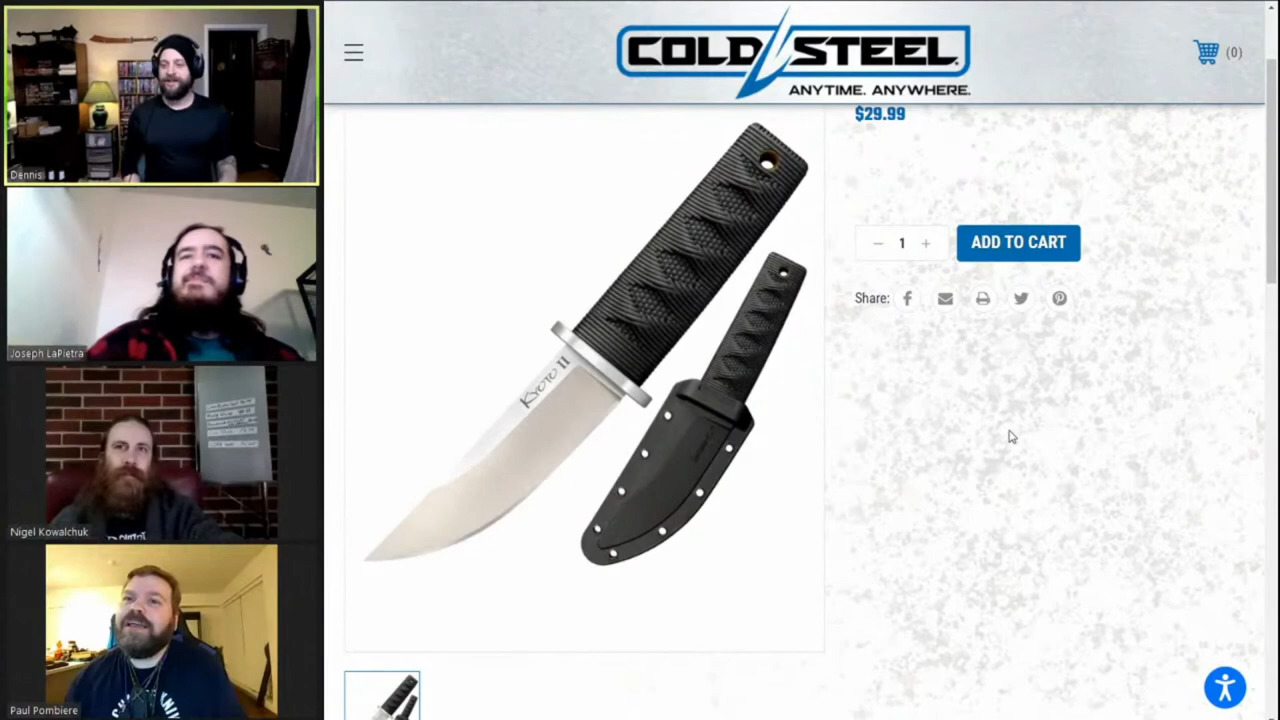 Dennis
Joseph LaPietra
Nigel Kowalchuk
Paul Pombiere
COLD STEEL
ANYTIME. ANYWHERE.
(0)
$29.99
KYOTO II
− 1 +
ADD TO CART
Share: